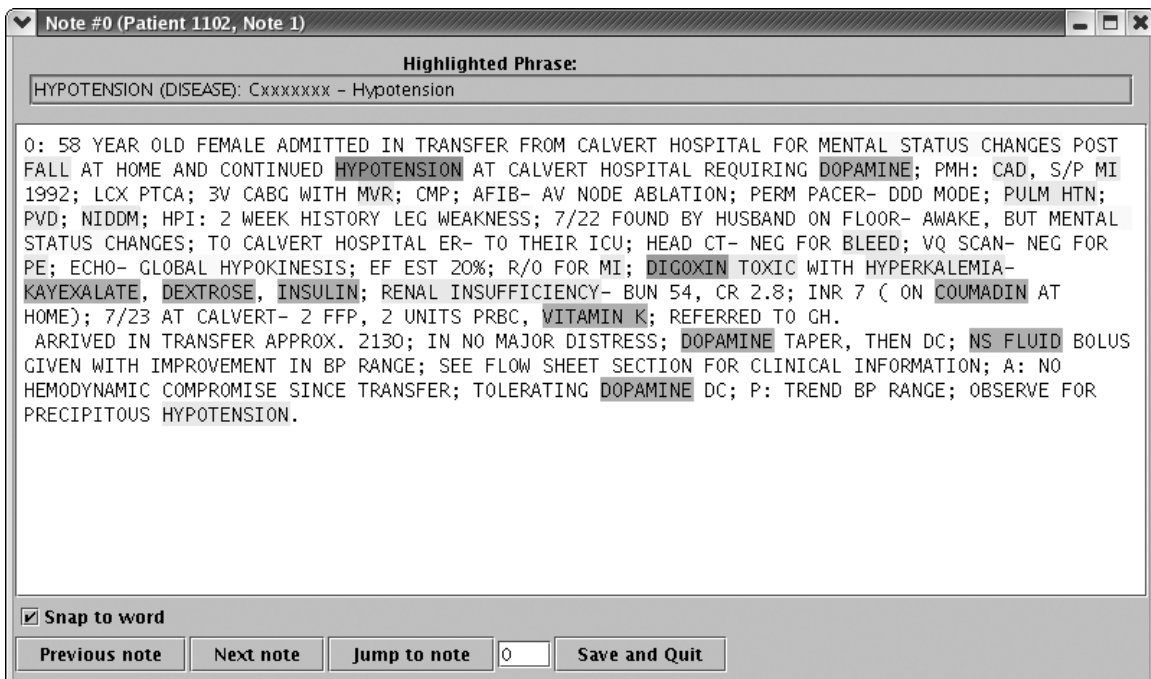 Note #0 (Patient 1102, Note 1)
Highlighted Phrase:
HYPOTENSION (DISEASE): Cxxxxxxx - Hypotension
O: 58 YEAR OLD FEMALE ADMITTED IN TRANSFER FROM CALVERT HOSPITAL FOR MENTAL STATUS CHANGES POST
FALL AT HOME AND CONTINUED HYPOTENSION AT CALVERT HOSPITAL REQUIRING DOPAMINE; PMH: CAD, S/P MI
1992; LCX PTCA; 3V CABG WITH MVR; CMP; AFIB- AV NODE ABLATION; PERM PACER- DDD MODE; PULM HTN;
PVD; NIDDM; HPI: 2 WEEK HISTORY LEG WEAKNESS; 7/22 FOUND BY HUSBAND ON FLOOR- AWAKE, BUT MENTAL
STATUS CHANGES; TO CALVERT HOSPITAL ER- TO THEIR ICU; HEAD CT- NEG FOR BLEED; VQ SCAN- NEG FOR
PE; ECHO- GLOBAL HYPOKINESIS; EF EST 20%; R/O FOR MI; DIGOXIN TOXIC WITH HYPERKALEMIA-
KAYEXALATE, DEXTROSE, INSULIN; RENAL INSUFFICIENCY- BUN 54, CR 2.8; INR 7 ( ON COUMADIN AT
HOME); 7/23 AT CALVERT- 2 FFP, 2 UNITS PRBC, VITAMIN K; REFERRED TO GH.
ARRIVED IN TRANSFER APPROX. 2130; IN NO MAJOR DISTRESS; DOPAMINE TAPER, THEN DC; NS FLUID BOLUS
GIVEN WITH IMPROVEMENT IN BP RANGE; SEE FLOW SHEET SECTION FOR CLINICAL INFORMATION; A: NO
HEMODYNAMIC COMPROMISE SINCE TRANSFER; TOLERATING DOPAMINE DC; P: TREND BP RANGE; OBSERVE FOR
PRECIPITOUS HYPOTENSION.
Snap to word
Previous note Next note Jump to note 0 Save and Quit